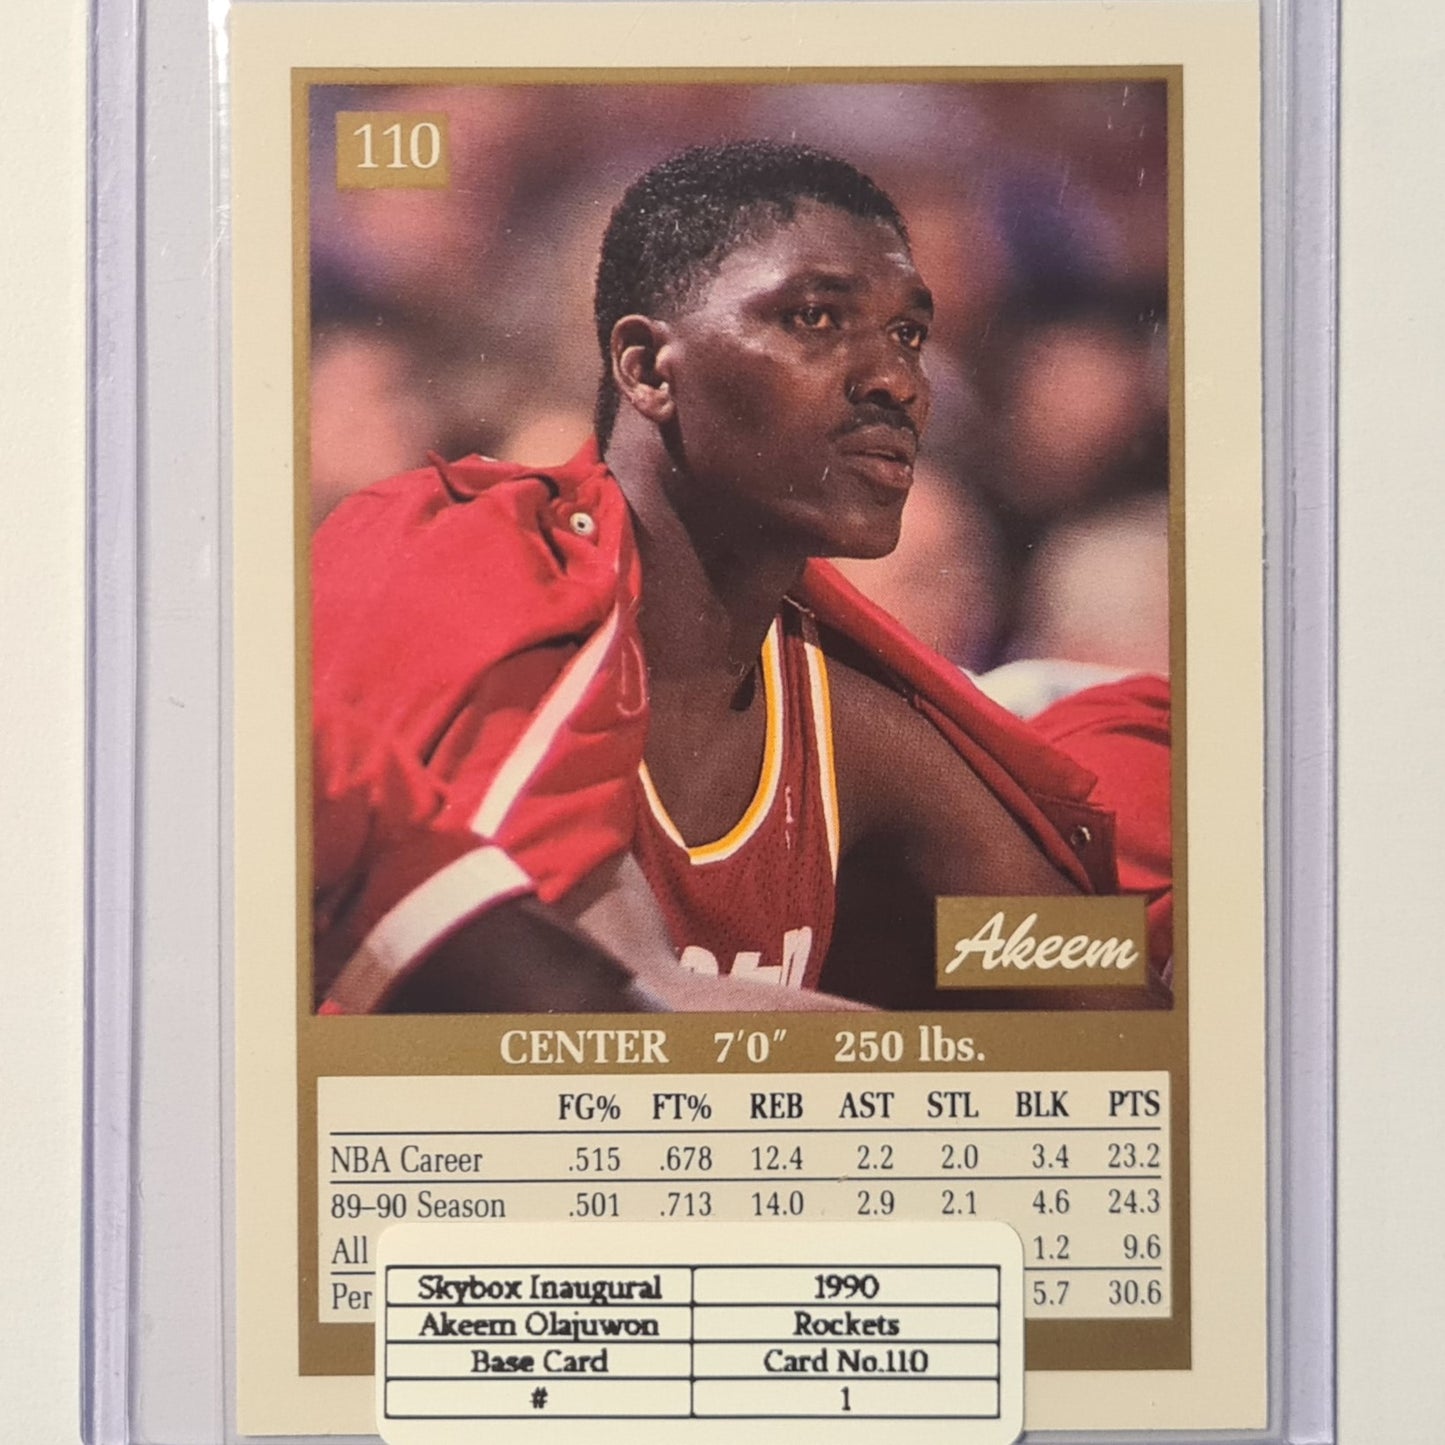 110
Akeem
CENTER 7'0" 250 lbs.
FG% FT% REB AST STL BLK PTS
NBA Career .515 .678 12.4 2.2 2.0 3.4 23.2
89–90 Season .501 .713 14.0 2.9 2.1 4.6 24.3
All 1.2 9.6
Per 5.7 30.6
Skybox Inaugural 1990
Akeem Olajuwon Rockets
Base Card Card No.110
# 1